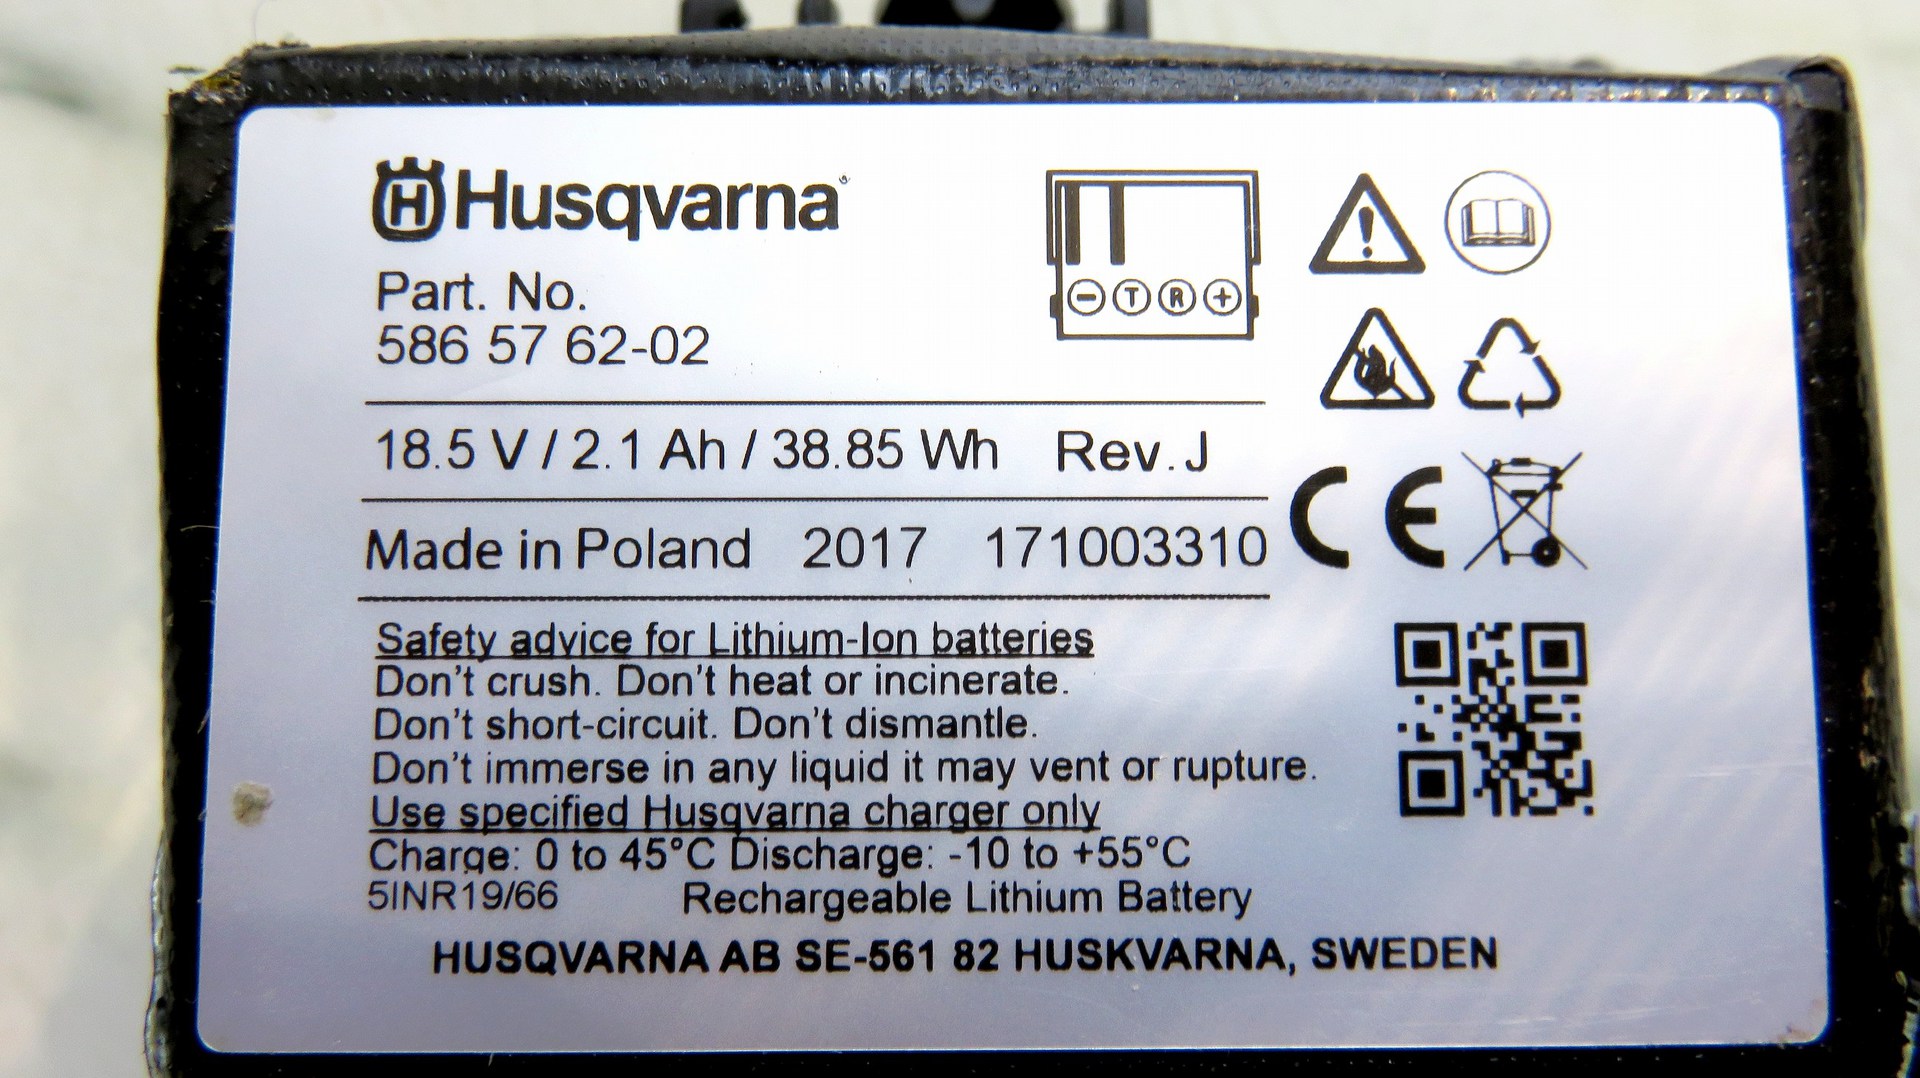 H Husqvarna
Part. No.
586 57 62-02
- T R +
18.5 V / 2.1 Ah / 38.85 Wh Rev. J
Made in Poland 2017 171003310
CE
Safety advice for Lithium-Ion batteries
Don't crush. Don't heat or incinerate.
Don't short-circuit. Don't dismantle.
Don't immerse in any liquid it may vent or rupture.
Use specified Husqvarna charger only
Charge: 0 to 45°C Discharge: -10 to +55°C
5INR19/66 Rechargeable Lithium Battery
HUSQVARNA AB SE-561 82 HUSKVARNA, SWEDEN